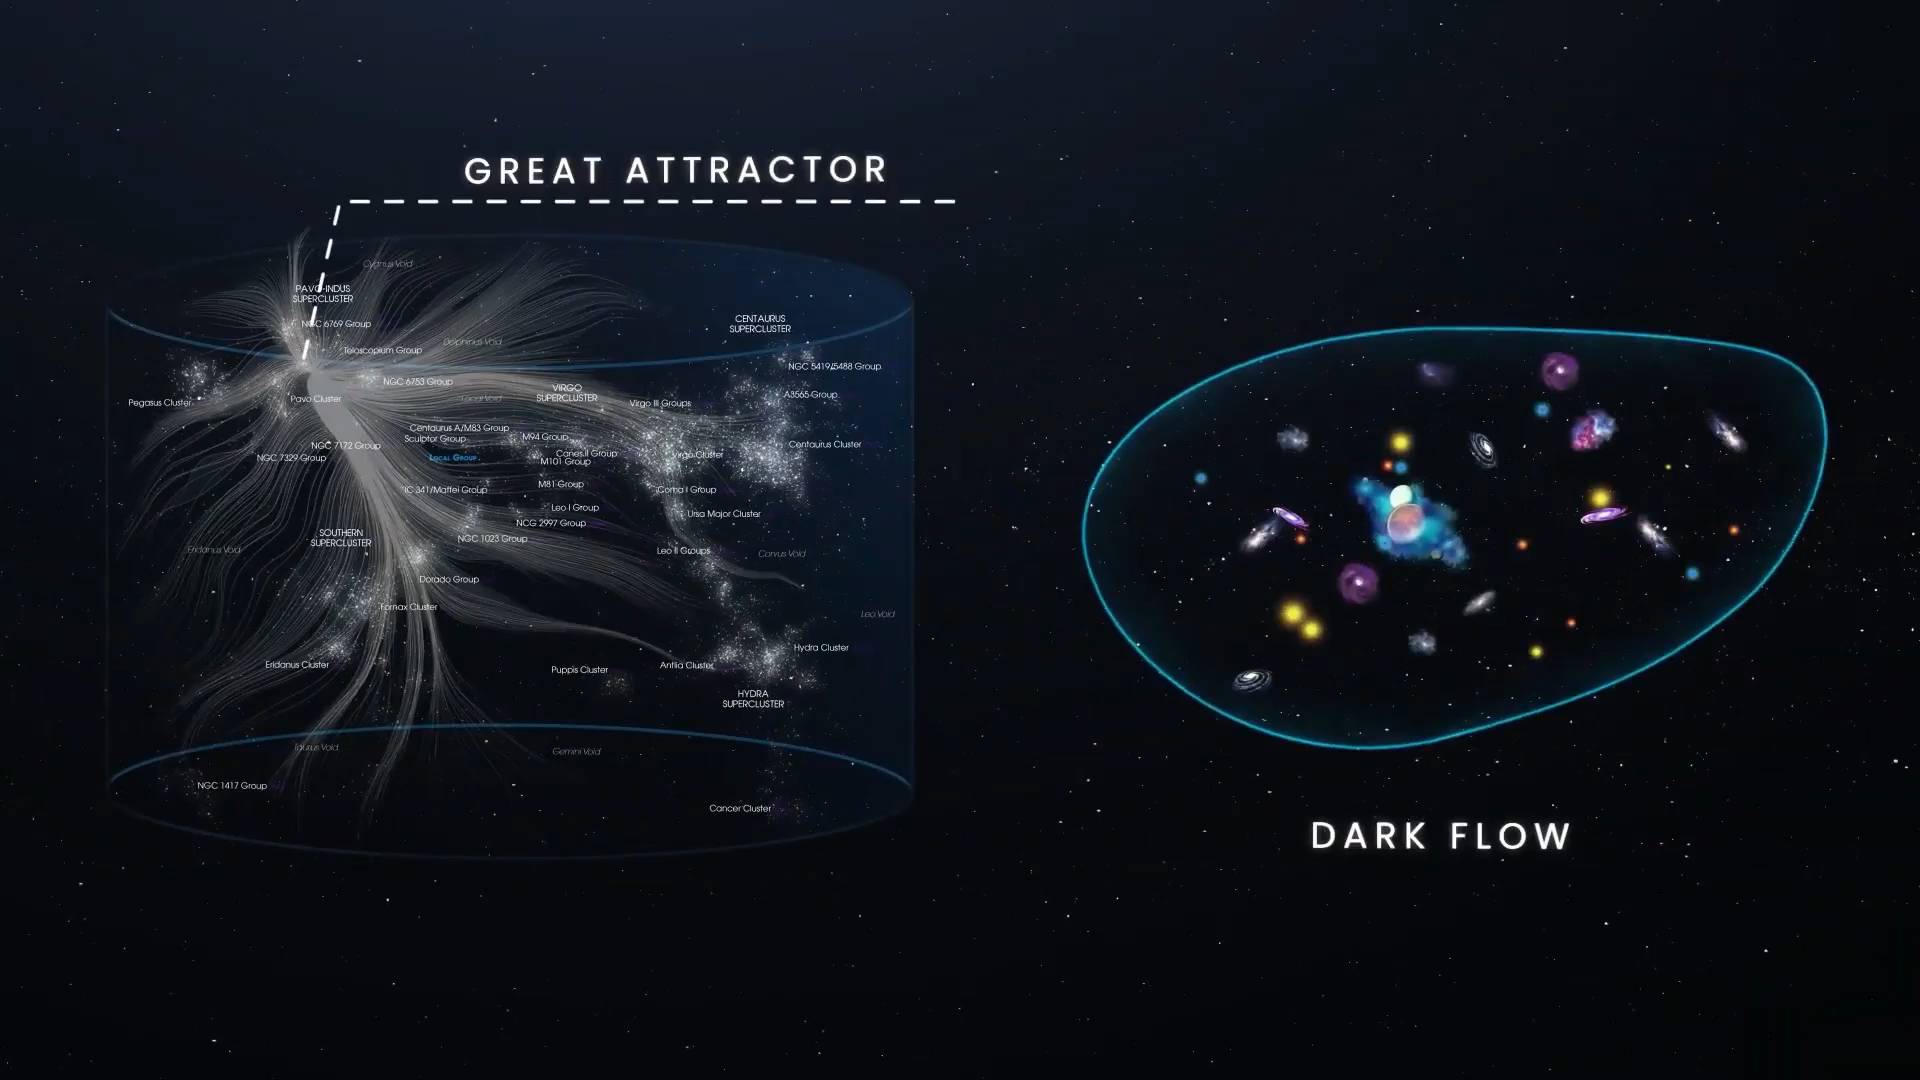 GREAT ATTRACTOR
Cygnus Void
PAVO-INDUS
SUPERCLUSTER
NGC 6769 Group
CENTAURUS
SUPERCLUSTER
Delphinus Void
Telescopium Group
NGC 5419/5488 Group
NGC 6753 Group
VIRGO
SUPERCLUSTER
A3565 Group
Pegasus Cluster
Pavo Cluster
Local Void
Virgo III Groups
Centaurus A/M83 Group
Sculptor Group
M94 Group
NGC 7172 Group
Centaurus Cluster
Canes II Group
Virgo Cluster
NGC 7329 Group
LOCAL GROUP
M101 Group
IC 341/Maffei Group
M81 Group
Coma I Group
Leo I Group
Ursa Major Cluster
NCG 2997 Group
SOUTHERN
SUPERCLUSTER
NGC 1023 Group
Eridanus Void
Leo II Groups
Corvus Void
Dorado Group
Fornax Cluster
Leo Void
Hydra Cluster
Eridanus Cluster
Puppis Cluster
Antlia Cluster
HYDRA
SUPERCLUSTER
Taurus Void
Gemini Void
NGC 1417 Group
Cancer Cluster
DARK FLOW